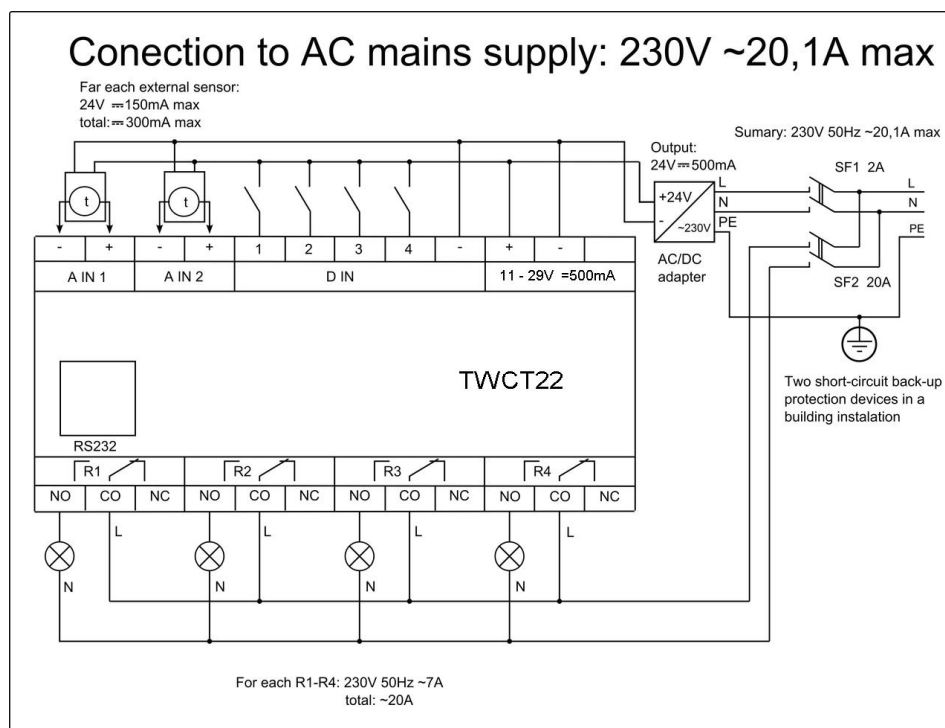 Conection to AC mains supply: 230V ~20,1A max
Far each external sensor:
24V ⎓150mA max
total:⎓300mA max
Sumary: 230V 50Hz ~20,1A max
Output:
24V⎓500mA
SF1 2A
L
N
PE
+24V
-
~230V
AC/DC
adapter
L
N
PE
SF2 20A
t
t
- + - + 1 2 3 4 - + -
A IN 1 A IN 2 D IN 11 - 29V =500mA
TWCT22
Two short-circuit back-up
protection devices in a
building instalation
RS232
R1 R2 R3 R4
NO CO NC NO CO NC NO CO NC NO CO NC
L L L L
N N N N
For each R1-R4: 230V 50Hz ~7A
total: ~20A